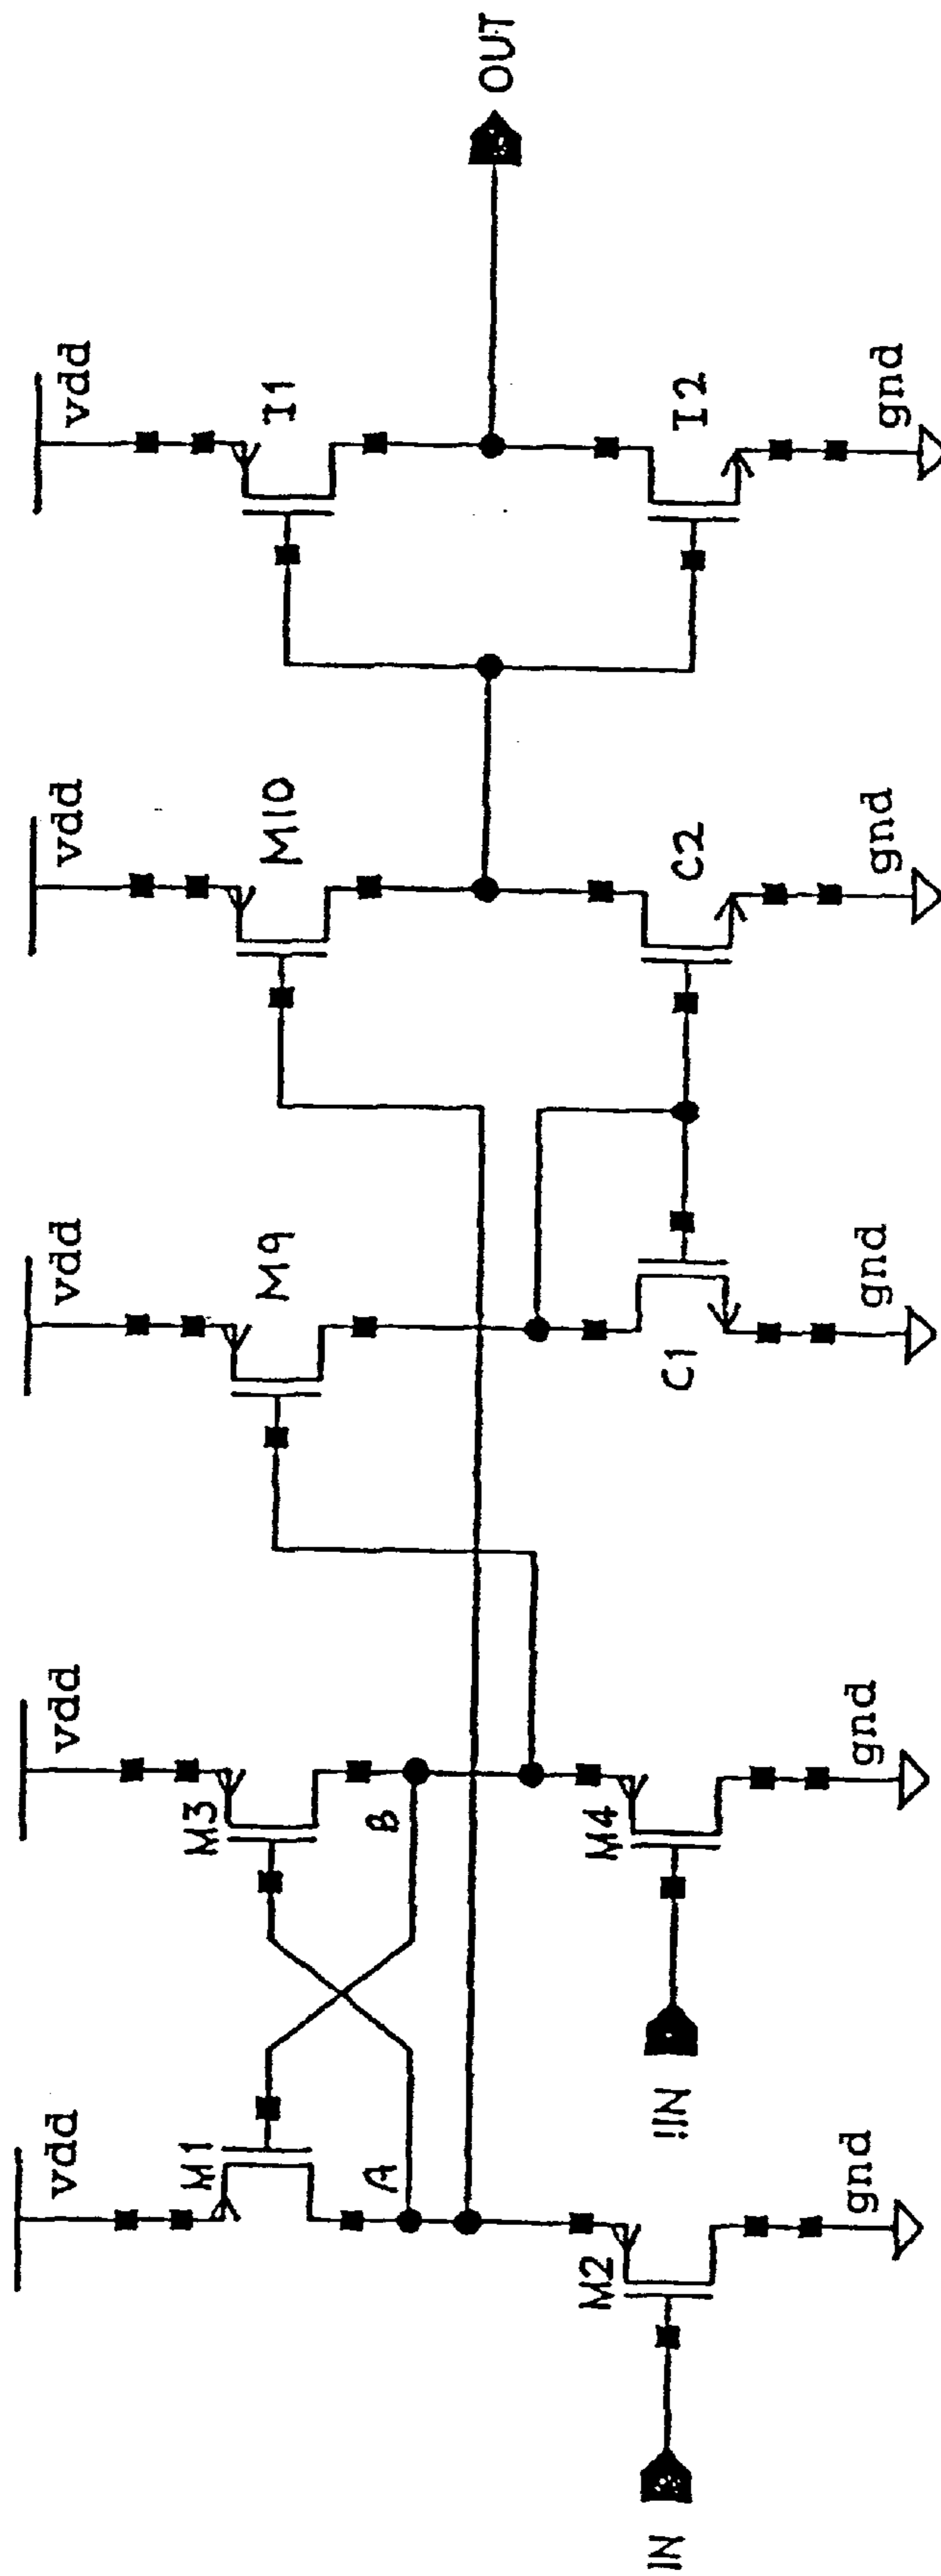 vdd
vdd
vdd
vdd
vdd
M1
M3
M9
M10
I1
A
B
OUT
M2
M4
C1
C2
I2
IN
!IN
gnd
gnd
gnd
gnd
gnd